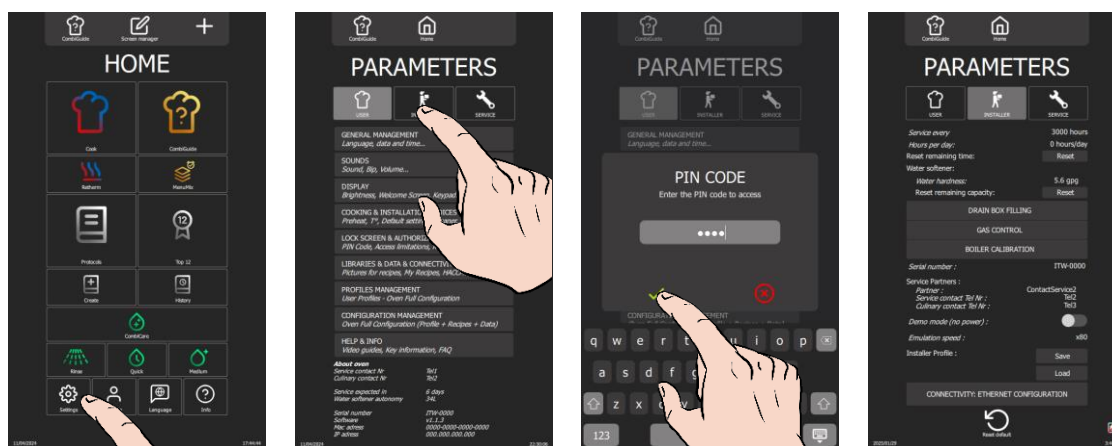 CombiGuide
Screen manager
HOME
Cook
CombiGuide
Retherm
MenuMix
Protocols
12
Top 12
Create
History
CombiCare
Rinse
Quick
Medium
Settings
Language
Info
11/04/2024
17:44:44
CombiGuide
Home
PARAMETERS
USER
SERVICE
GENERAL MANAGEMENT
Language, data and time...
SOUNDS
Sound, Bip, Volume...
DISPLAY
Brightness, Welcome Screen, Keypad
COOKING & INSTALLATION
Preheat, T°, Default
LOCK SCREEN &
PIN Code, Access limitations,
LIBRARIES & DATA &
Pictures for recipes, My Recipes,
PROFILES MANAGEMENT
User Profiles - Oven Full Configuration
CONFIGURATION MANAGEMENT
Oven Full Configuration (Profile + Recipes + Data)
HELP & INFO
Video guides, Key information, FAQ
About oven
Service contact Nr Tel1
Culinary contact Nr Tel2
Service expected in 6 days
Water softener autonomy 34L
Serial number ITW-0000
Software v1.1.3
Mac adress 0000-0000-0000-0000
IP adress 000.000.000.000
11/04/2024
CombiGuide
Home
PARAMETERS
USER
INSTALLER
SERVICE
GENERAL MANAGEMENT
Language, data and time...
PIN CODE
Enter the PIN code to access
••••
MANAGEMENT
q w e r t u i o p
a s d f g
z x
123
CombiGuide
Home
PARAMETERS
USER
INSTALLER
SERVICE
Service every 3000 hours
Hours per day: 0 hours/day
Reset remaining time: Reset
Water softener:
Water hardness: 5.6 gpg
Reset remaining capacity: Reset
DRAIN BOX FILLING
GAS CONTROL
BOILER CALIBRATION
Serial number : ITW-0000
Service Partners :
Partner : ContactService2
Service contact Tel Nr : Tel2
Culinary contact Tel Nr : Tel3
Demo mode (no power) :
Emulation speed : x80
Installer Profile : Save
Load
CONNECTIVITY: ETHERNET CONFIGURATION
Reset default
2025/01/29